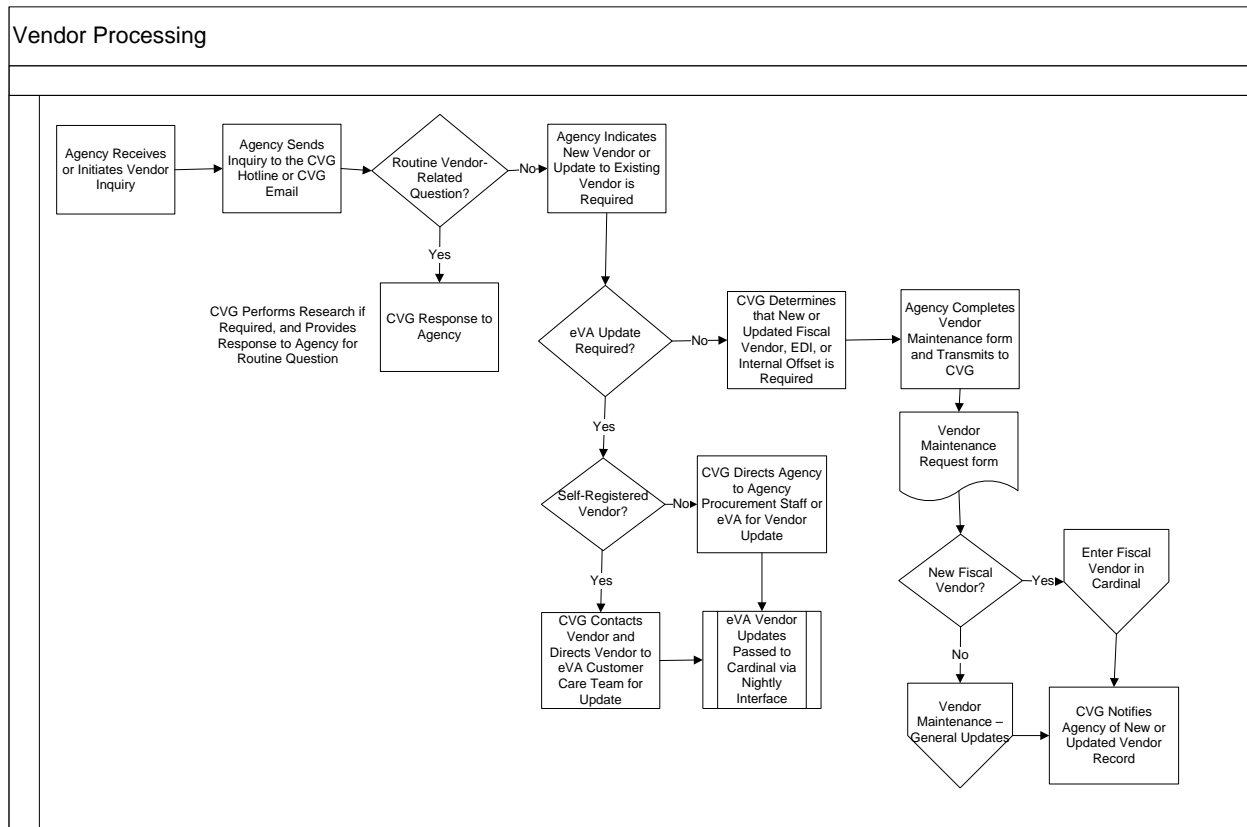 Vendor Processing
Agency Receives
or Initiates Vendor
Inquiry
Agency Sends
Inquiry to the CVG
Hotline or CVG
Email
Routine Vendor-
Related
Question?
No
Agency Indicates
New Vendor or
Update to Existing
Vendor is
Required
Yes
CVG Performs Research if
Required, and Provides
Response to Agency for
Routine Question
CVG Response to
Agency
eVA Update
Required?
No
CVG Determines
that New or
Updated Fiscal
Vendor, EDI, or
Internal Offset is
Required
Agency Completes
Vendor
Maintenance form
and Transmits to
CVG
Yes
Vendor
Maintenance
Request form
Self-Registered
Vendor?
No
CVG Directs Agency
to Agency
Procurement Staff or
eVA for Vendor
Update
New Fiscal
Vendor?
Yes
Enter Fiscal
Vendor in
Cardinal
Yes
CVG Contacts
Vendor and
Directs Vendor to
eVA Customer
Care Team for
Update
eVA Vendor
Updates
Passed to
Cardinal via
Nightly
Interface
No
Vendor
Maintenance –
General Updates
CVG Notifies
Agency of New or
Updated Vendor
Record